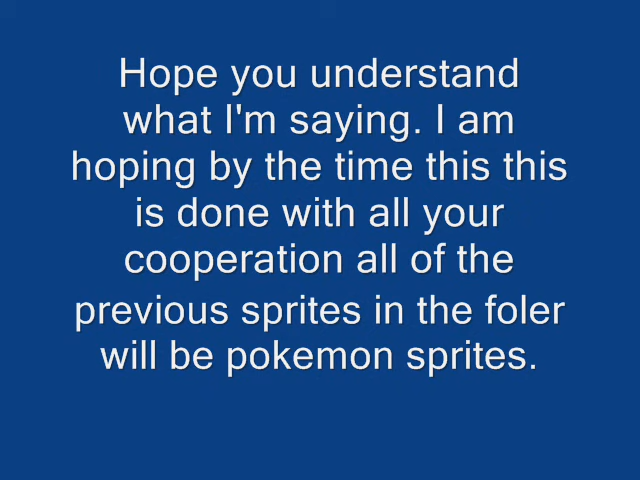 Hope you understand
what I'm saying. I am
hoping by the time this this
is done with all your
cooperation all of the
previous sprites in the foler
will be pokemon sprites.